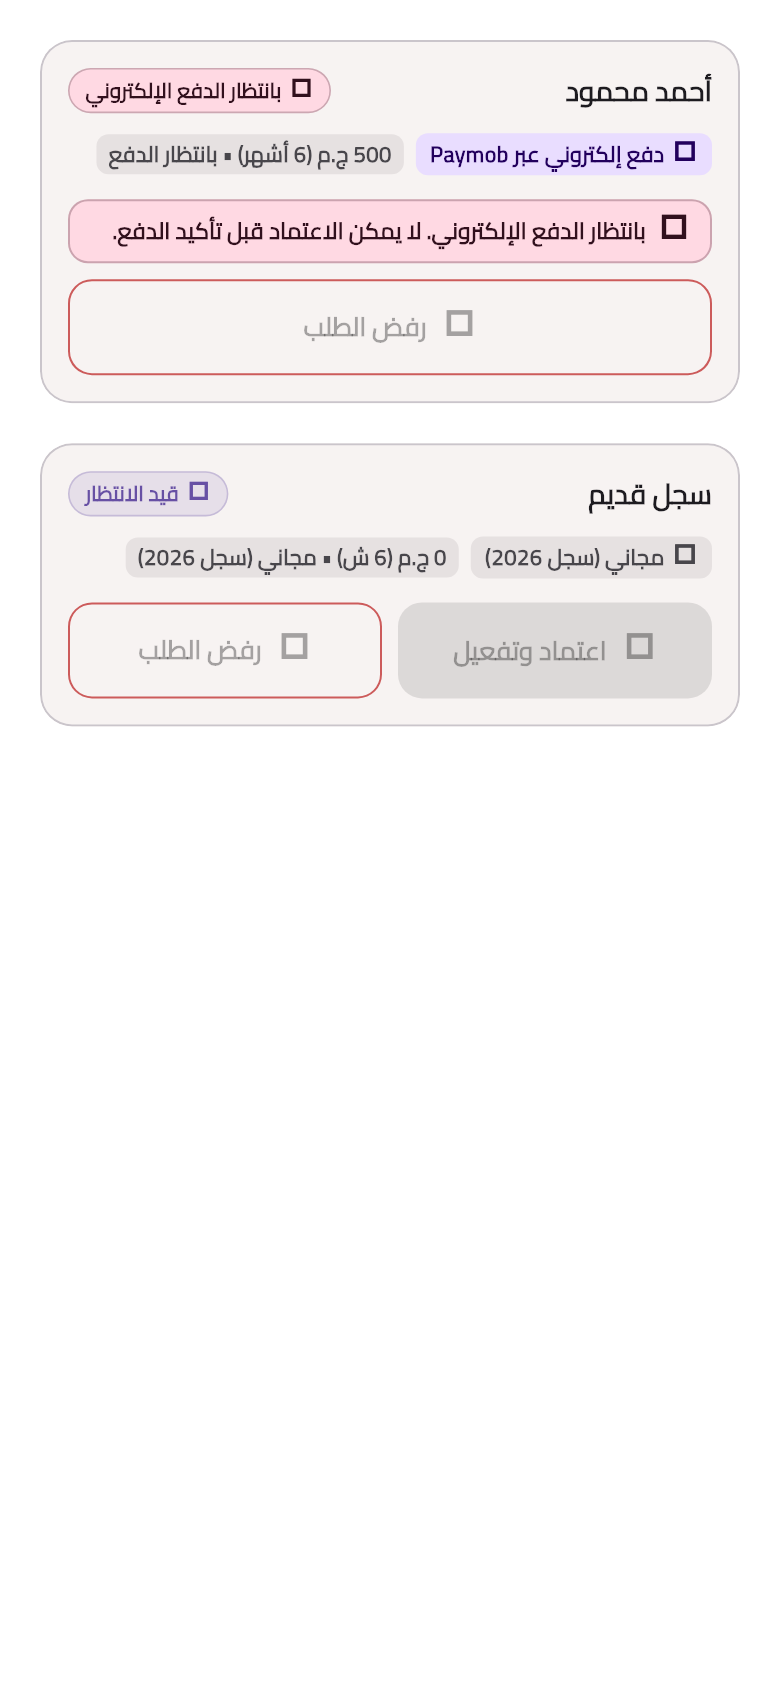 أحمد محمود
بانتظار الدفع الإلكتروني
دفع إلكتروني عبر Paymob
500 ج.م (6 أشهر) • بانتظار الدفع
بانتظار الدفع الإلكتروني. لا يمكن الاعتماد قبل تأكيد الدفع.
رفض الطلب
سجل قديم
قيد الانتظار
مجاني (سجل 2026)
0 ج.م (6 ش) • مجاني (سجل 2026)
اعتماد وتفعيل
رفض الطلب